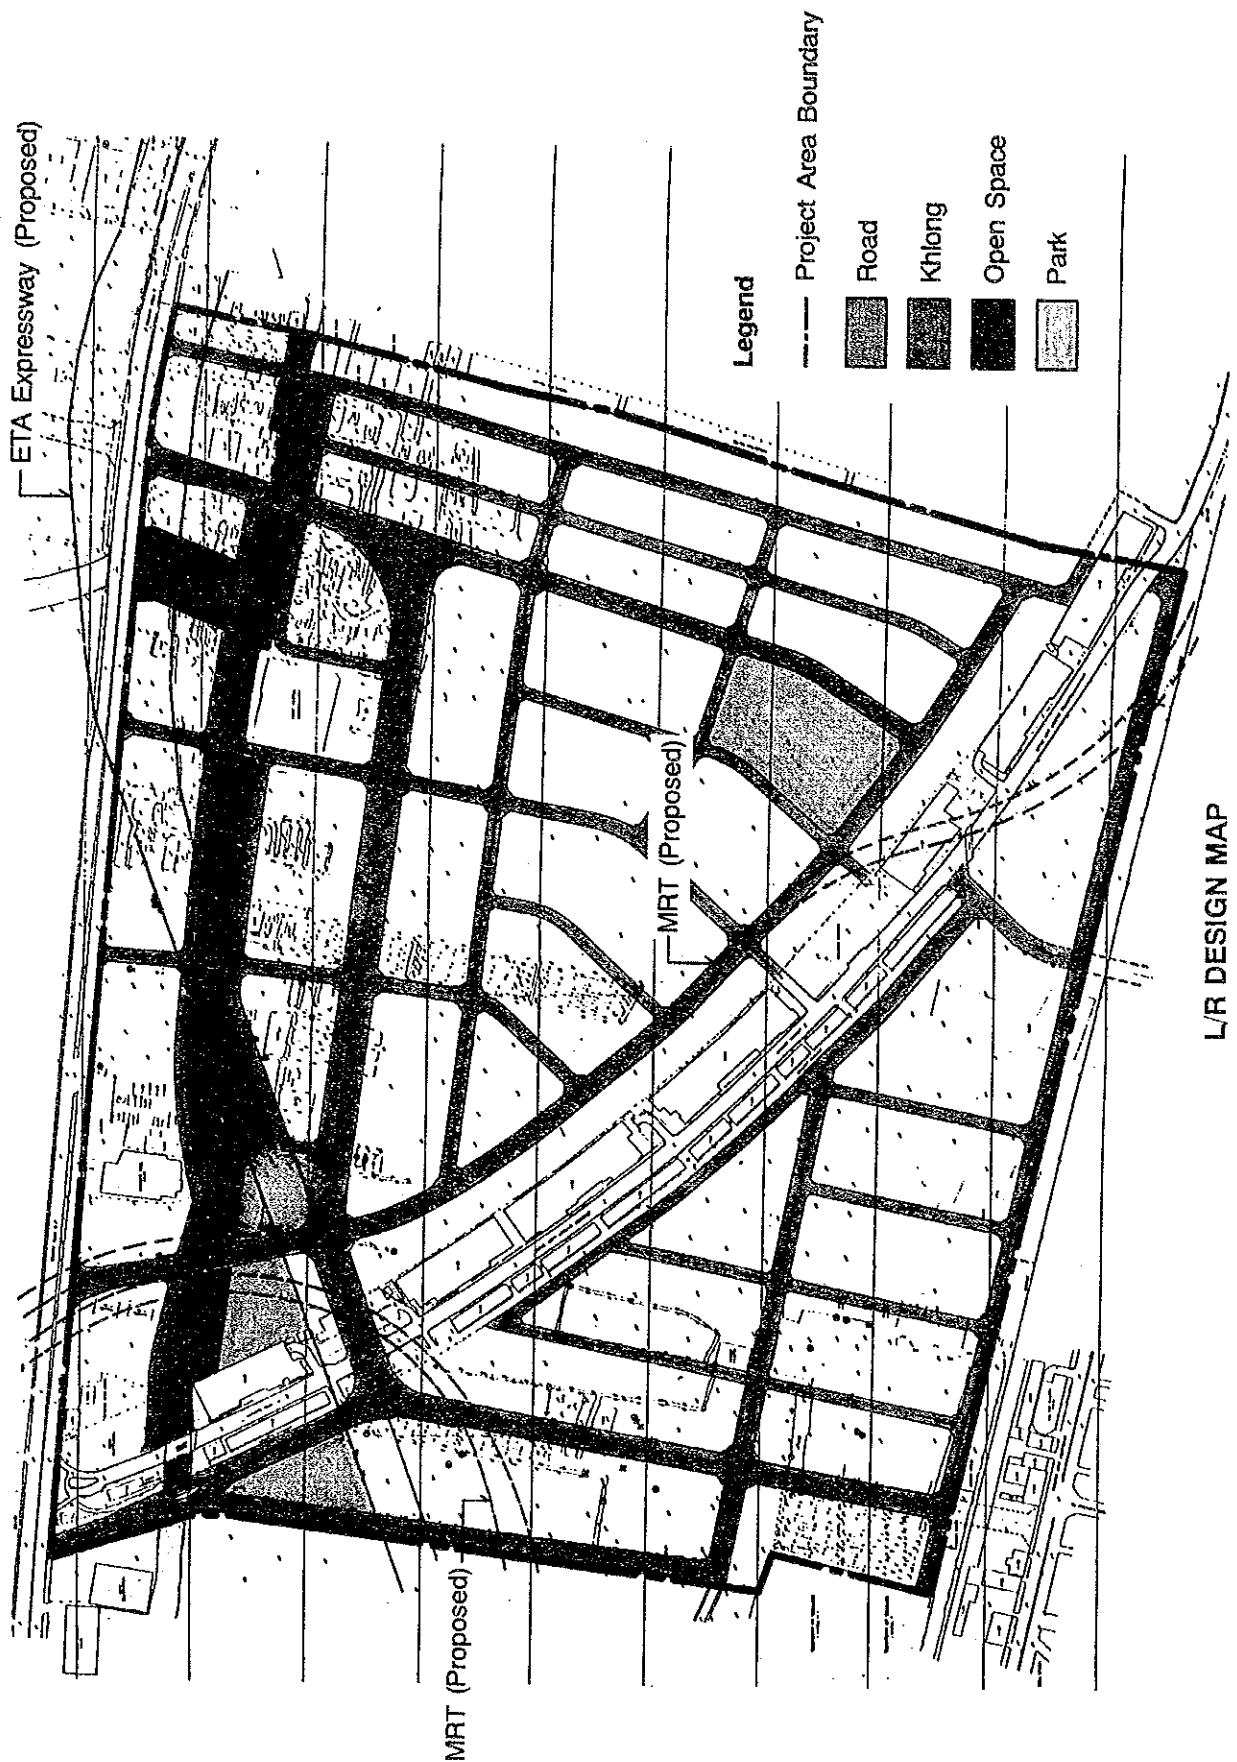 ETA Expressway (Proposed)
MRT (Proposed)
MRT (Proposed)
Legend
Project Area Boundary
Road
Khlong
Open Space
Park
L/R DESIGN MAP